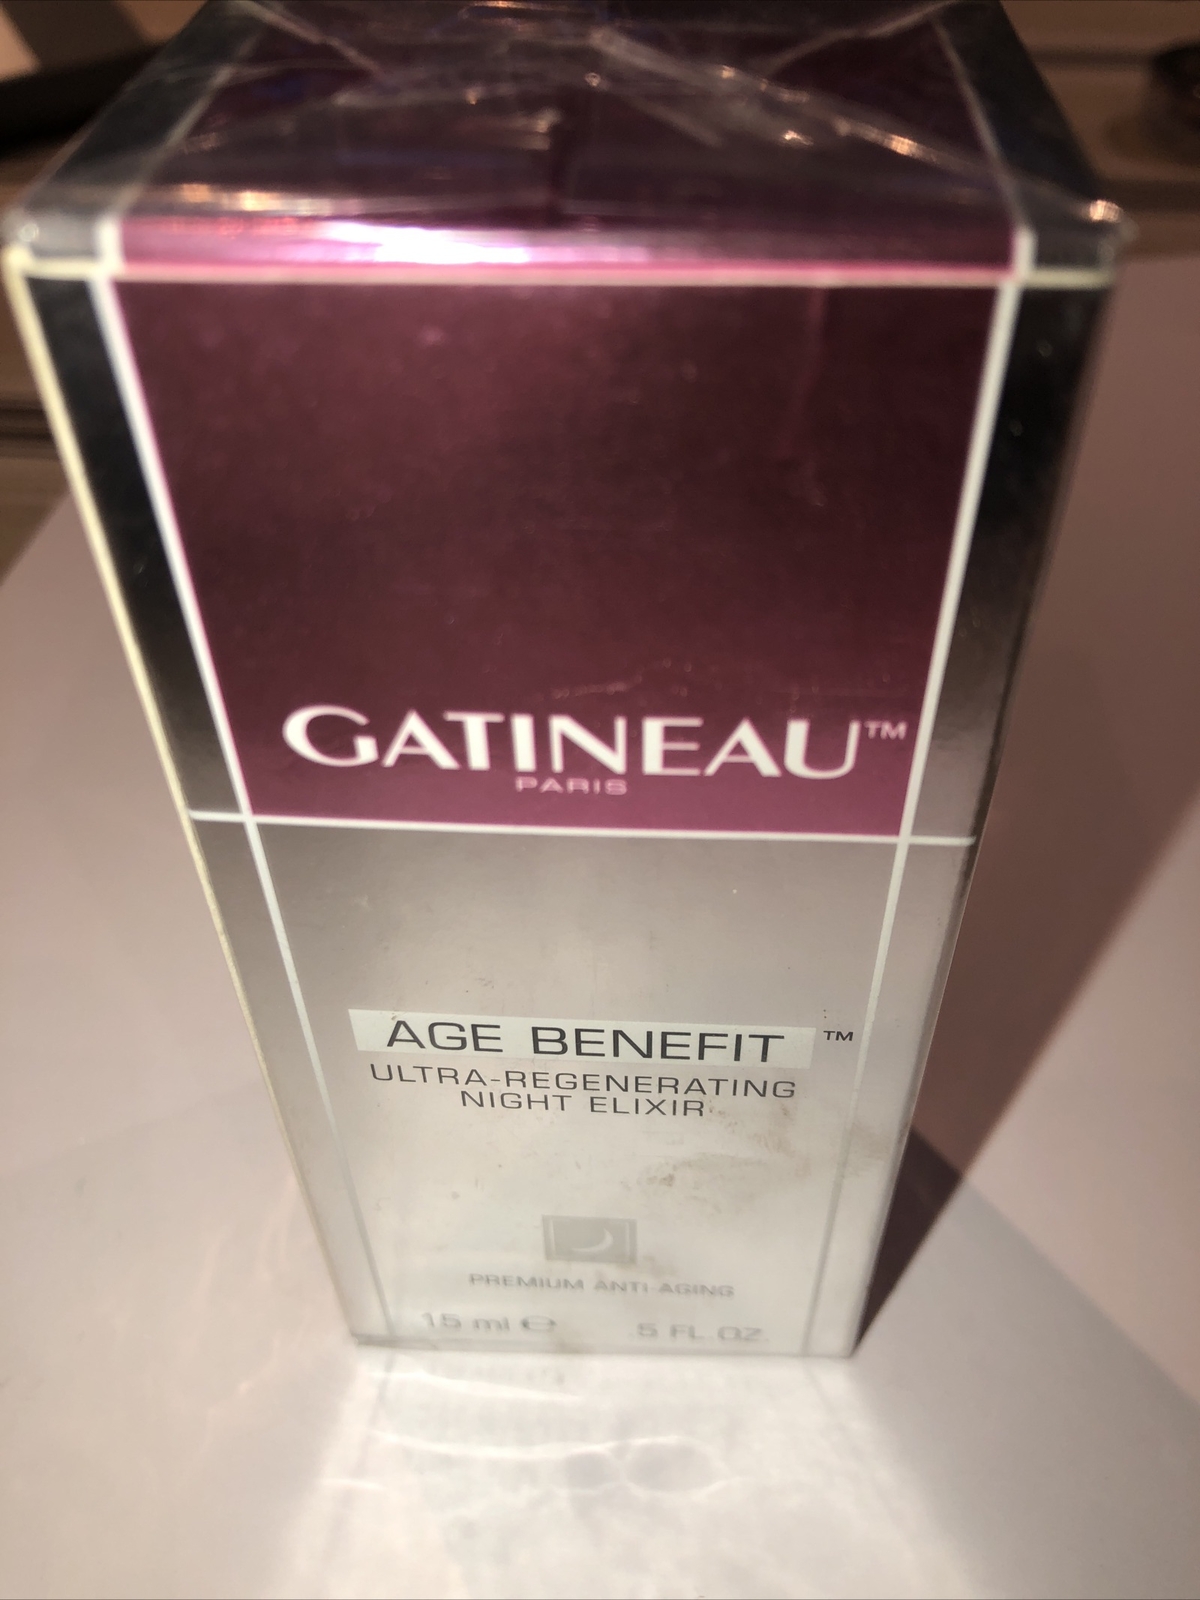 GATINEAU™
PARIS
AGE BENEFIT ™
ULTRA-REGENERATING
NIGHT ELIXIR
PREMIUM ANTI-AGING
15 ml ℮ .5 FL. OZ.